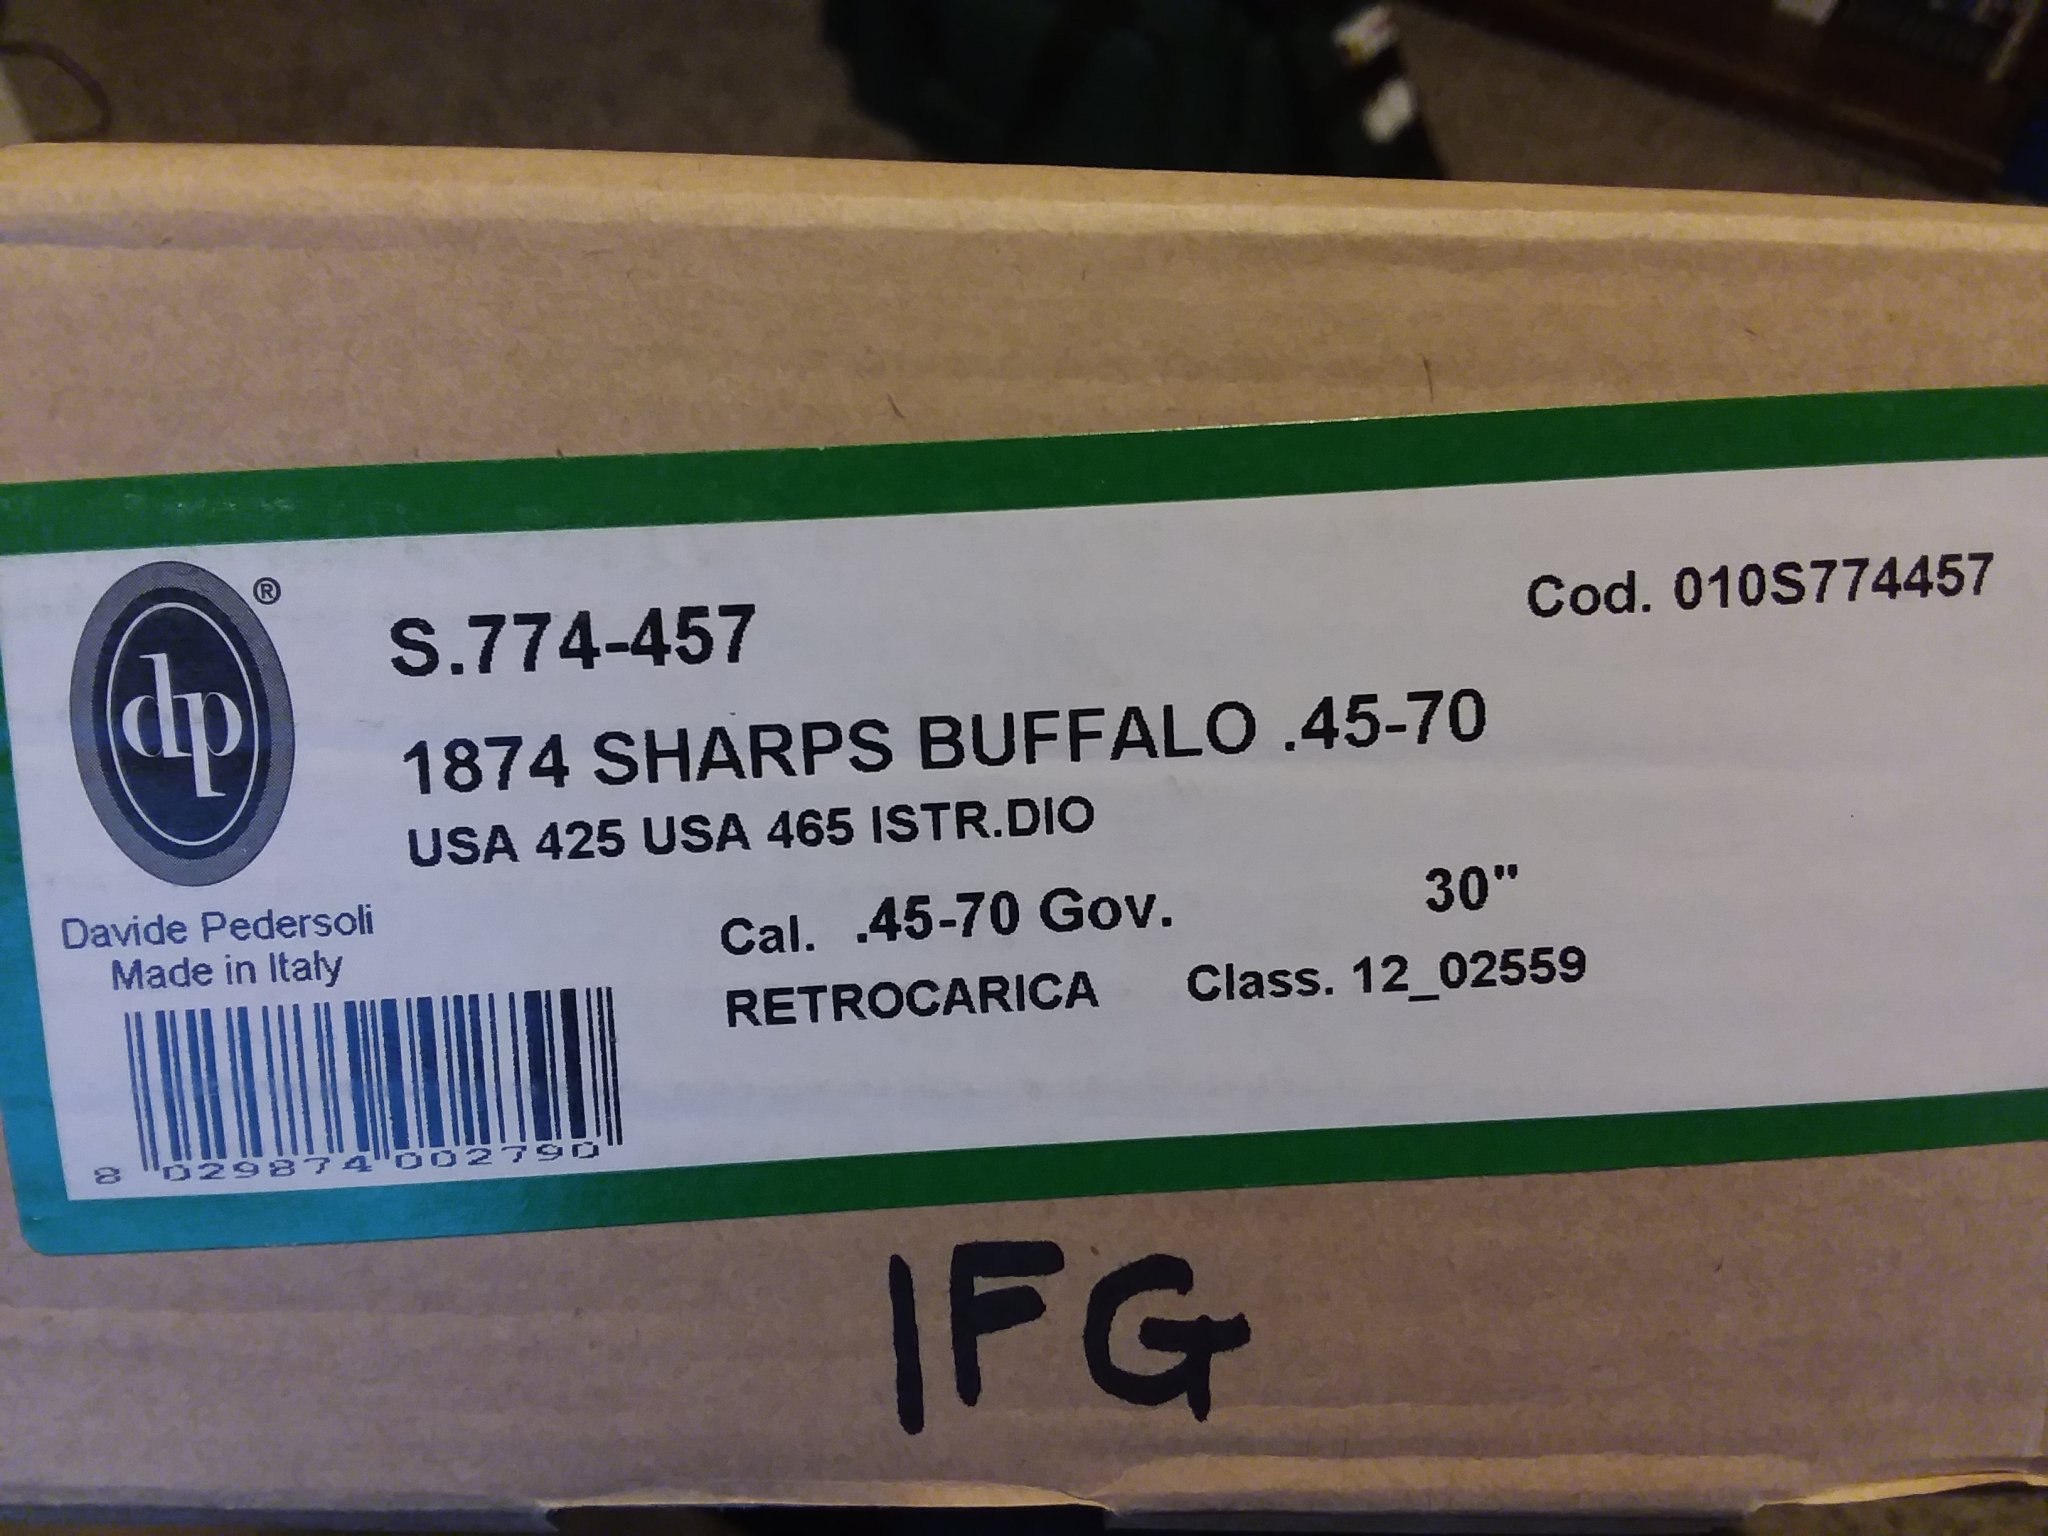 dp®
S.774-457
Cod. 010S774457
1874 SHARPS BUFFALO .45-70
USA 425 USA 465 ISTR.DIO
Davide Pedersoli
Made in Italy
Cal. .45-70 Gov. 30"
RETROCARICA Class. 12_02559
8 029874 002790
IFG